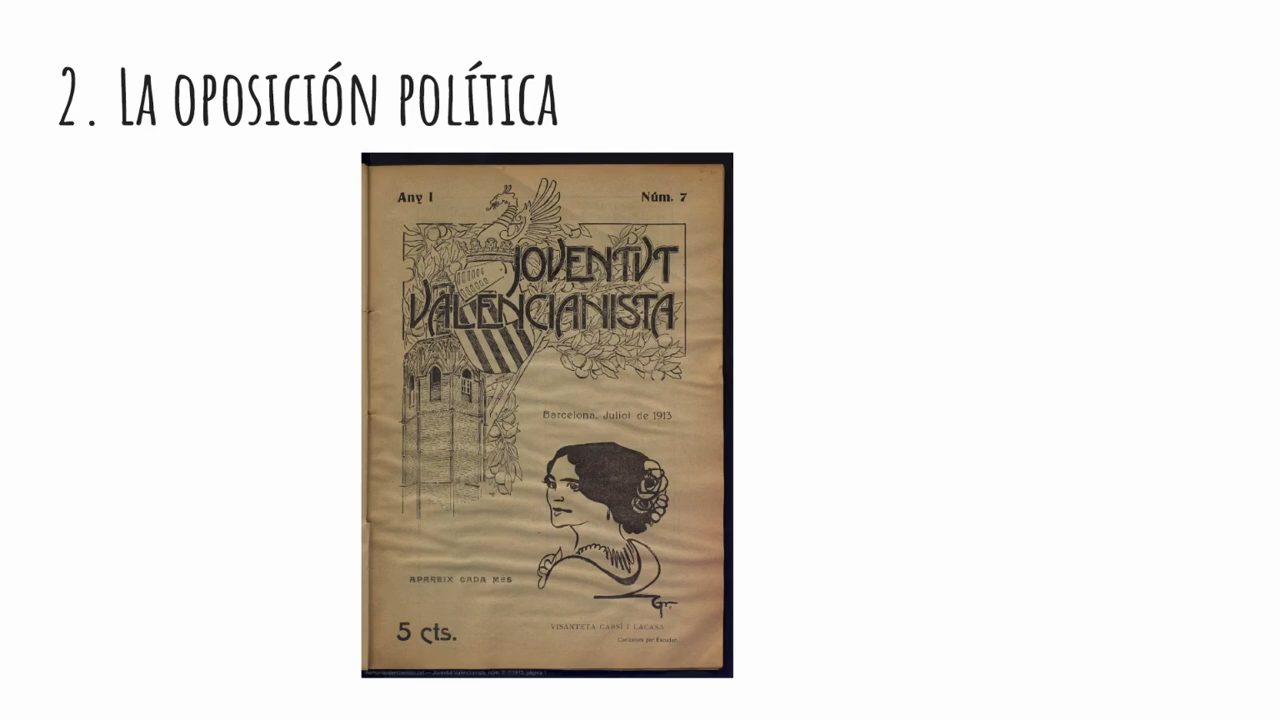 2. La oposición política
Any I
Núm. 7
JOVENTVT
VALENCIANISTA
Barcelona, Juliol de 1913
APAREIX CADA MES
5 cts.
VISANTETA CARSÍ I LACASA